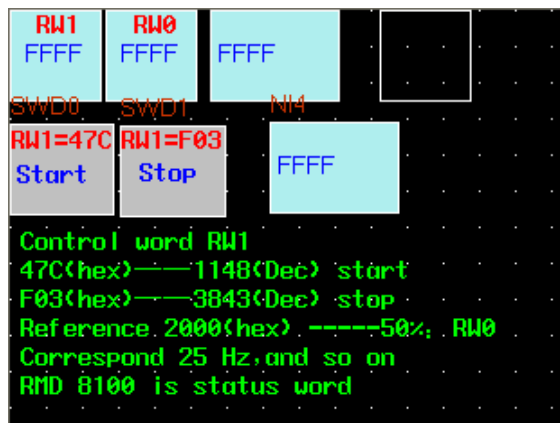 RW1 RW0
FFFF FFFF FFFF
SWD0 SWD1 NI4
RW1=47C RW1=F03
Start Stop FFFF
Control word RW1
47C(hex)——1148(Dec) start
F03(hex)——3843(Dec) stop
Reference 2000(hex) -----50%; RW0
Correspond 25 Hz,and so on
RMD 8100 is status word